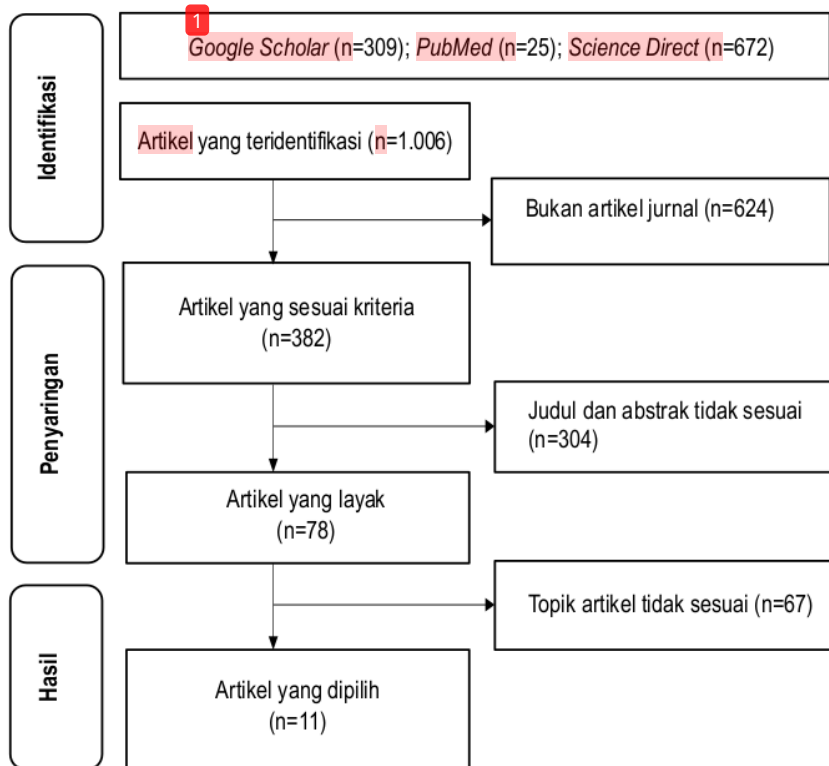 1
Google Scholar (n=309); PubMed (n=25); Science Direct (n=672)
Identifikasi
Artikel yang teridentifikasi (n=1.006)
Bukan artikel jurnal (n=624)
Penyaringan
Artikel yang sesuai kriteria
(n=382)
Judul dan abstrak tidak sesuai
(n=304)
Artikel yang layak
(n=78)
Topik artikel tidak sesuai (n=67)
Hasil
Artikel yang dipilih
(n=11)